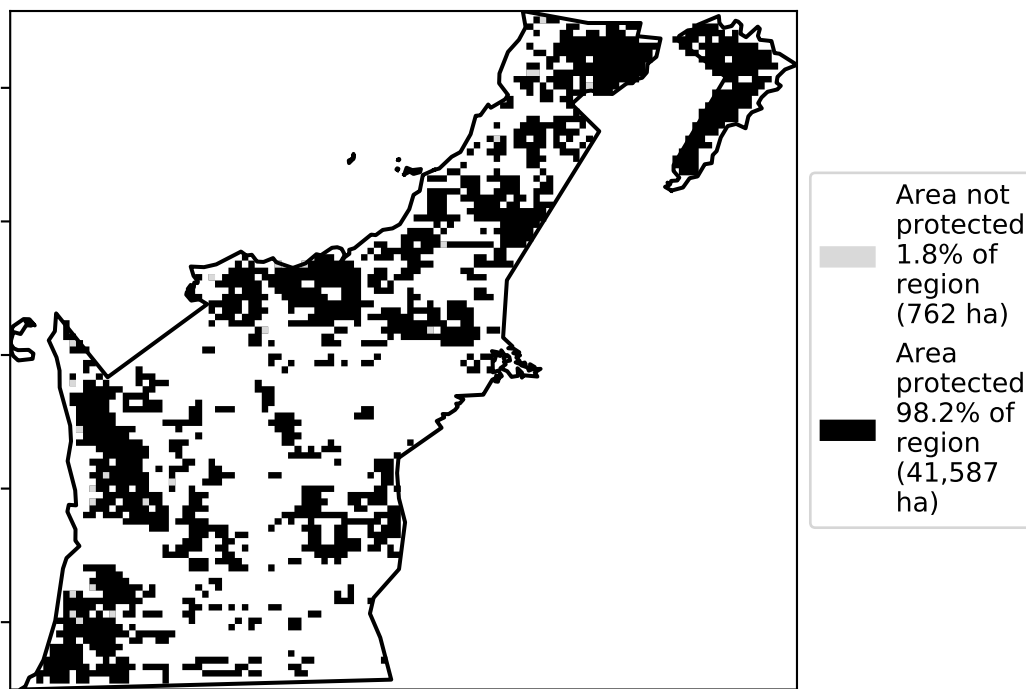 Area not
protected
1.8% of
region
(762 ha)
Area
protected
98.2% of
region
(41,587
ha)